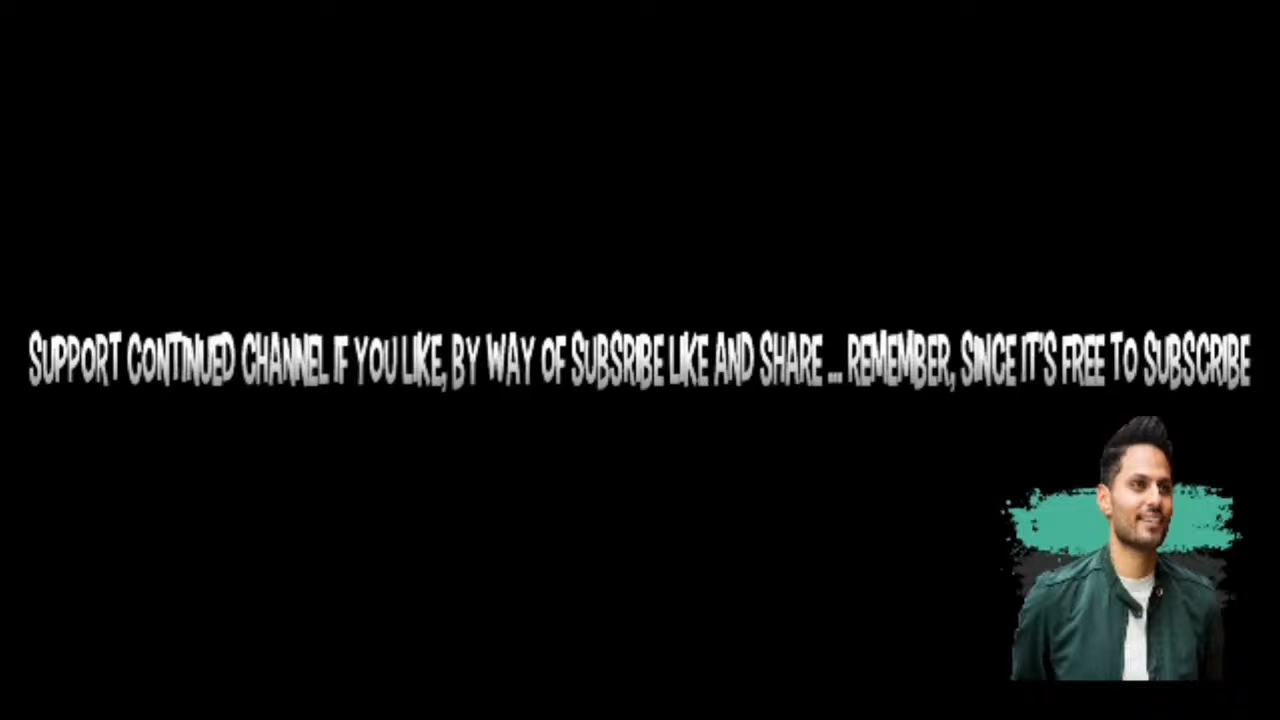 SUPPORT CONTINUED CHANNEL IF YOU LIKE, BY WAY OF SUBSRIBE LIKE AND SHARE ... REMEMBER, SINCE IT'S FREE TO SUBSCRIBE